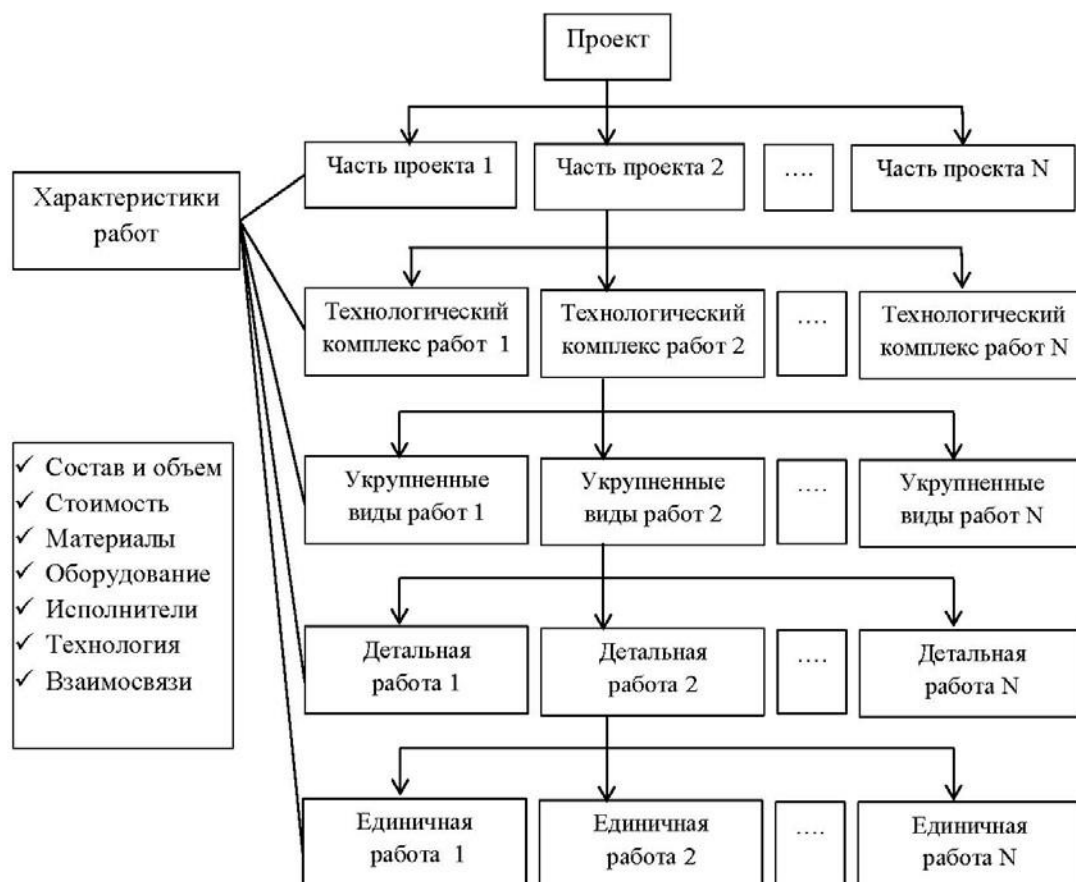 Проект
Часть проекта 1
Часть проекта 2
....
Часть проекта N
Характеристики
работ
Технологический
комплекс работ 1
Технологический
комплекс работ 2
....
Технологический
комплекс работ N
✓ Состав и объем
✓ Стоимость
✓ Материалы
✓ Оборудование
✓ Исполнители
✓ Технология
✓ Взаимосвязи
Укрупненные
виды работ 1
Укрупненные
виды работ 2
....
Укрупненные
виды работ N
Детальная
работа 1
Детальная
работа 2
....
Детальная
работа N
Единичная
работа 1
Единичная
работа 2
....
Единичная
работа N